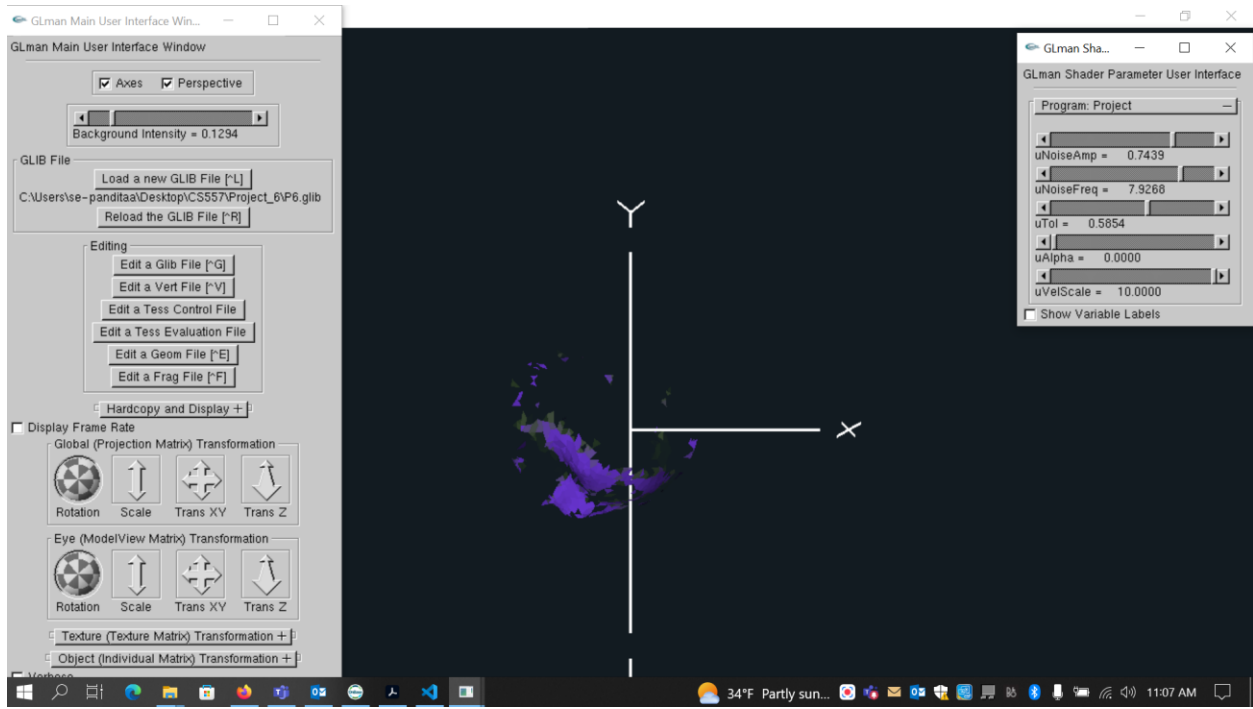 GLman Main User Interface Win...
GLman Main User Interface Window
Axes Perspective
Background Intensity = 0.1294
GLIB File
Load a new GLIB File [^L]
C:\Users\se-panditaa\Desktop\CS557\Project_6\P6.glib
Reload the GLIB File [^R]
Editing
Edit a Glib File [^G]
Edit a Vert File [^V]
Edit a Tess Control File
Edit a Tess Evaluation File
Edit a Geom File [^E]
Edit a Frag File [^F]
Hardcopy and Display +
Display Frame Rate
Global (Projection Matrix) Transformation
Rotation Scale Trans XY Trans Z
Eye (ModelView Matrix) Transformation
Rotation Scale Trans XY Trans Z
Texture (Texture Matrix) Transformation +
Object (Individual Matrix) Transformation +
Verbose
Y
X
GLman Sha...
GLman Shader Parameter User Interface
Program: Project
uNoiseAmp = 0.7439
uNoiseFreq = 7.9268
uTol = 0.5854
uAlpha = 0.0000
uVelScale = 10.0000
Show Variable Labels
34°F Partly sun... 11:07 AM